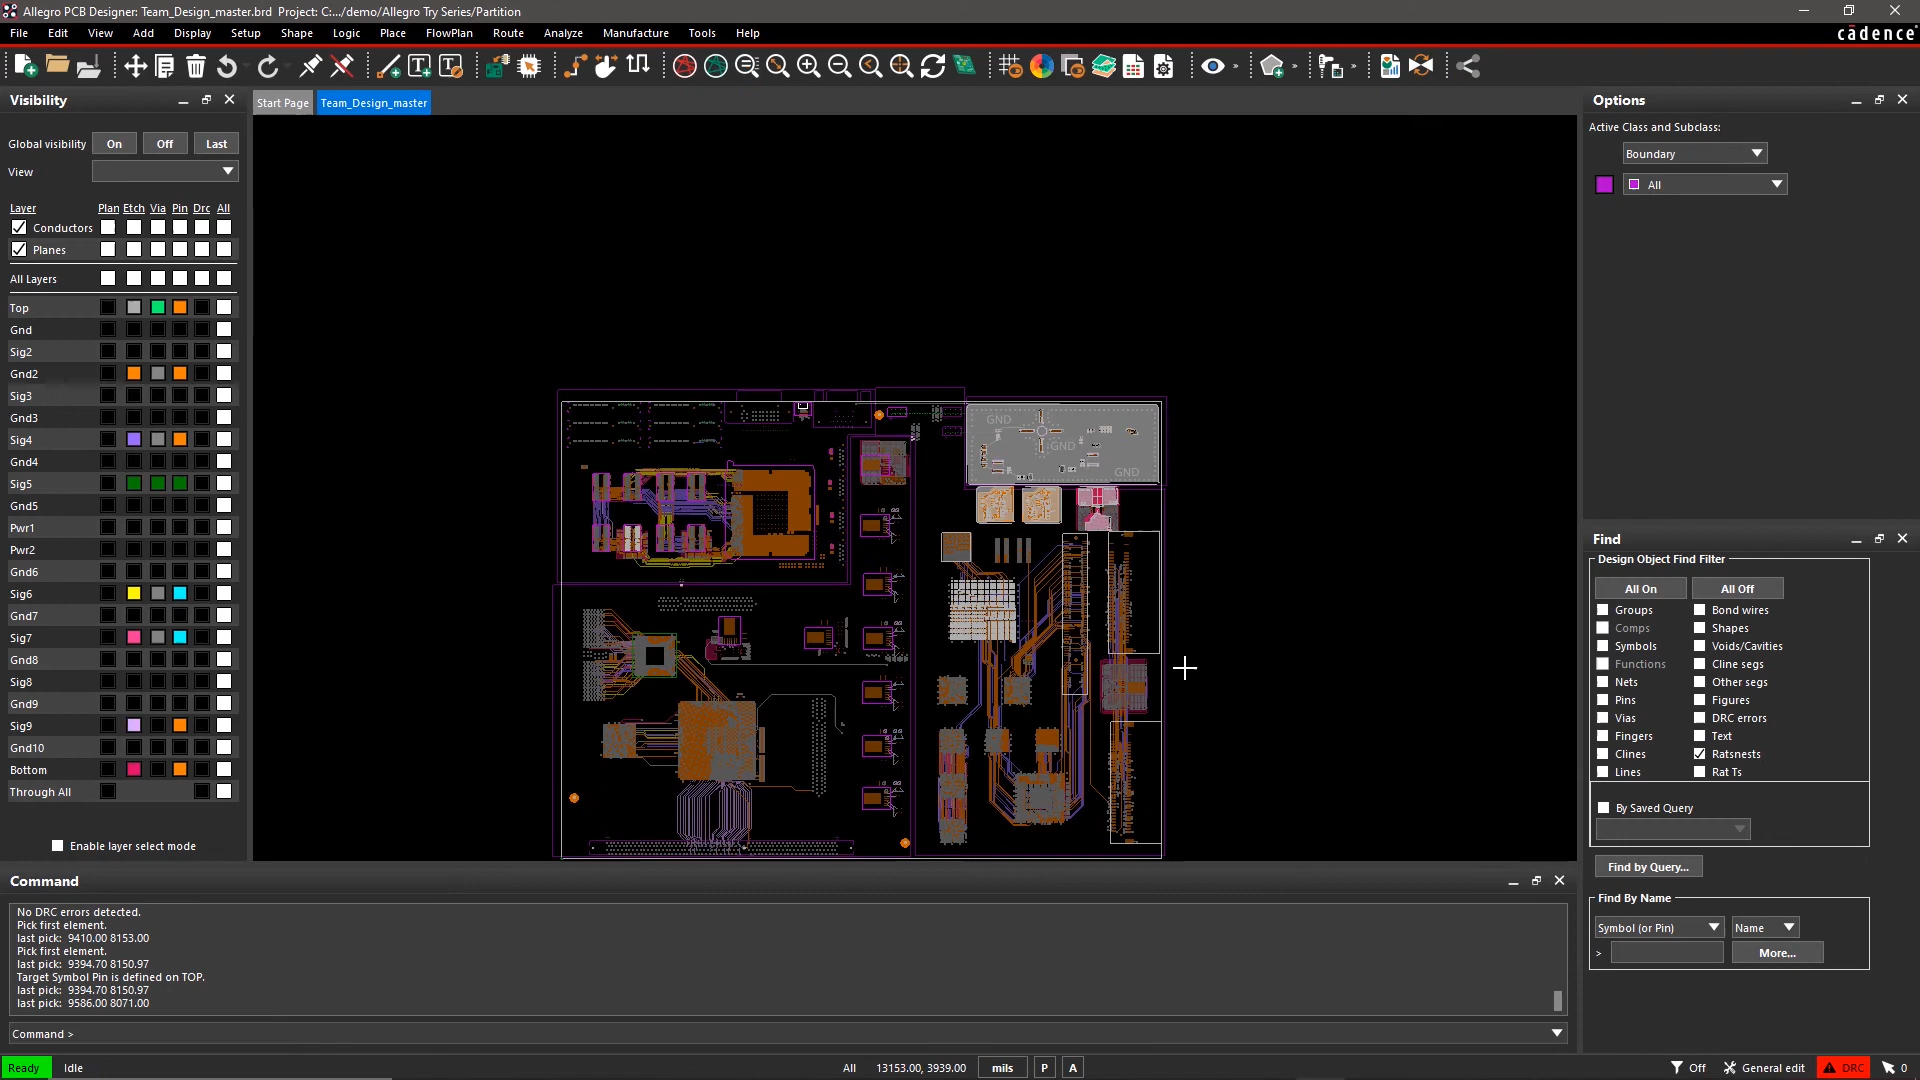 Allegro PCB Designer: Team_Design_master.brd  Project: C:.../demo/Allegro Try Series/Partition
File Edit View Add Display Setup Shape Logic Place FlowPlan Route Analyze Manufacture Tools Help
cādence
Visibility
Start Page Team_Design_master
Options
Global visibility On Off Last
View
Active Class and Subclass:
Boundary
All
Layer Plan Etch Via Pin Drc All
Conductors
Planes
All Layers
Top
Gnd
Sig2
Gnd2
Sig3
Gnd3
Sig4
Gnd4
Sig5
Gnd5
Pwr1
Pwr2
Gnd6
Sig6
Gnd7
Sig7
Gnd8
Sig8
Gnd9
Sig9
Gnd10
Bottom
Through All
Enable layer select mode
GND
GND
GND
Find
Design Object Find Filter
All On All Off
Groups Bond wires
Comps Shapes
Symbols Voids/Cavities
Functions Cline segs
Nets Other segs
Pins Figures
Vias DRC errors
Fingers Text
Clines Ratsnests
Lines Rat Ts
By Saved Query
Find by Query...
Find By Name
Symbol (or Pin) Name
> More...
Command
No DRC errors detected.
Pick first element.
last pick:  9410.00 8153.00
Pick first element.
last pick:  9394.70 8150.97
Target Symbol Pin is defined on TOP.
last pick:  9394.70 8150.97
last pick:  9586.00 8071.00
Command >
Ready Idle All 13153.00, 3939.00 mils P A Off General edit DRC 0